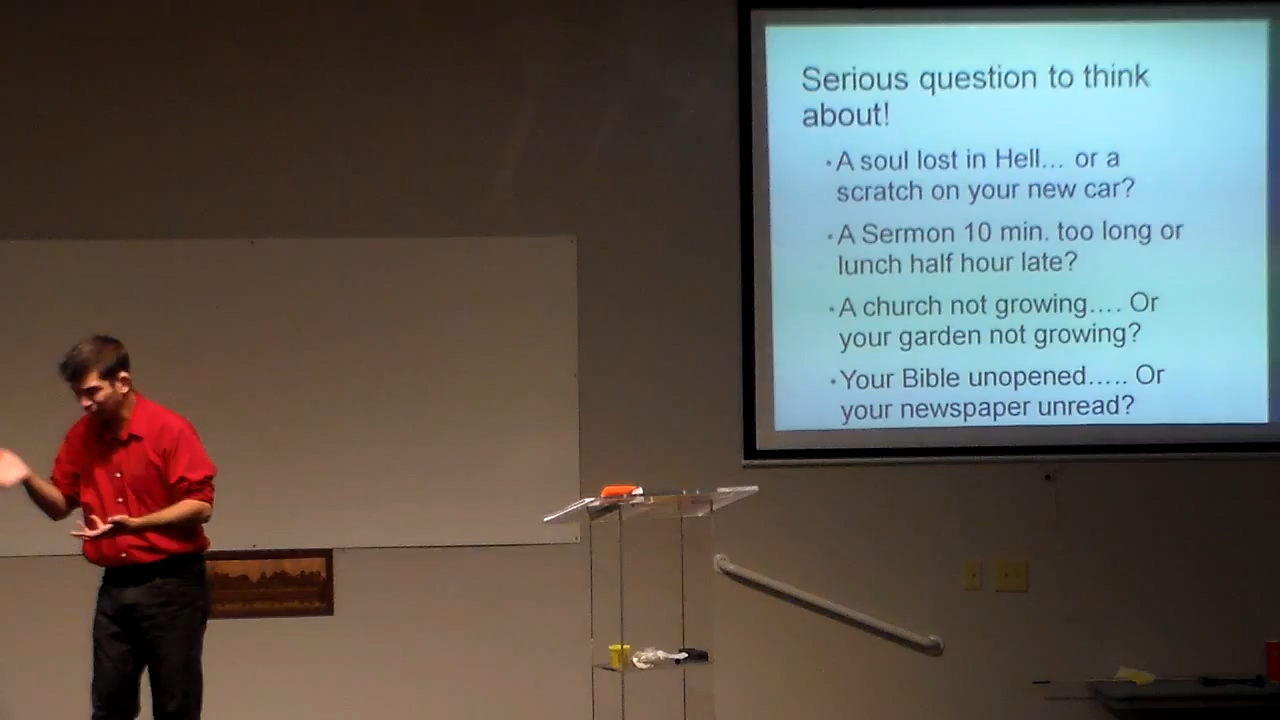 Serious question to think
about!
•A soul lost in Hell... or a
scratch on your new car?
•A Sermon 10 min. too long or
lunch half hour late?
•A church not growing.... Or
your garden not growing?
•Your Bible unopened..... Or
your newspaper unread?